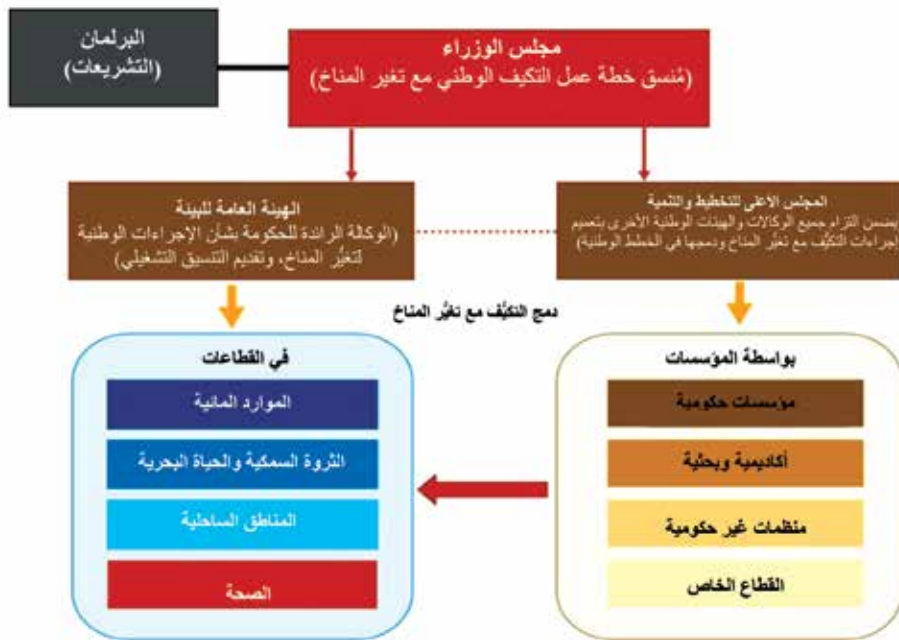 البرلمان
(التشريعات)
مجلس الوزراء
(مُنسق خطة عمل التكيف الوطني مع تغير المناخ)
المجلس الأعلى للتخطيط والتنمية
(يضمن التزام جميع الوكالات والهيئات الوطنية الأخرى بتعميم
إجراءات التكيُّف مع تغيُّر المناخ ودمجها في الخطط الوطنية)
الهيئة العامة للبيئة
(الوكالة الرائدة للحكومة بشأن الإجراءات الوطنية
لتغيُّر المناخ، وتقديم التنسيق التشغيلي)
دمج التكيُّف مع تغيُّر المناخ
بواسطة المؤسسات
مؤسسات حكومية
أكاديمية وبحثية
منظمات غير حكومية
القطاع الخاص
في القطاعات
الموارد المائية
الثروة السمكية والحياة البحرية
المناطق الساحلية
الصحة